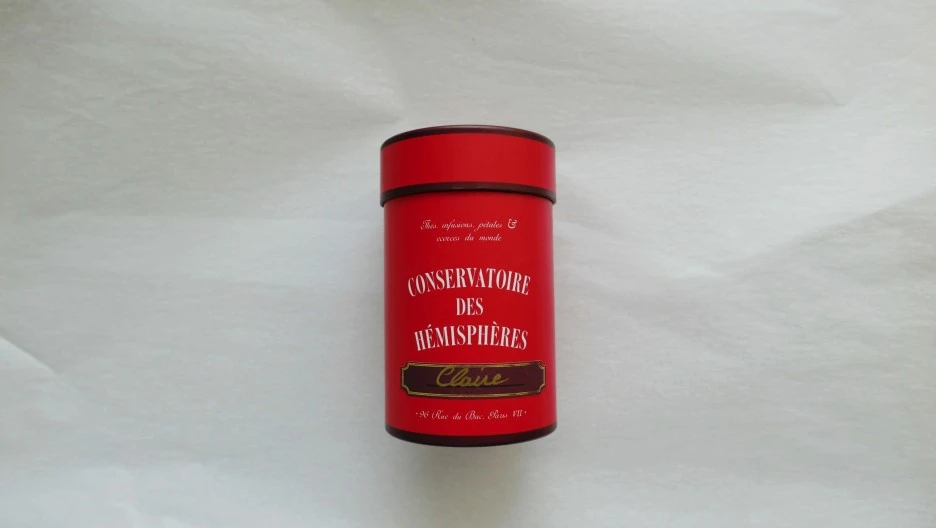 Thés, infusions, pétales &
écorces du monde
CONSERVATOIRE
DES
HÉMISPHÈRES
Claire
· 96 Rue du Bac, Paris VII ·